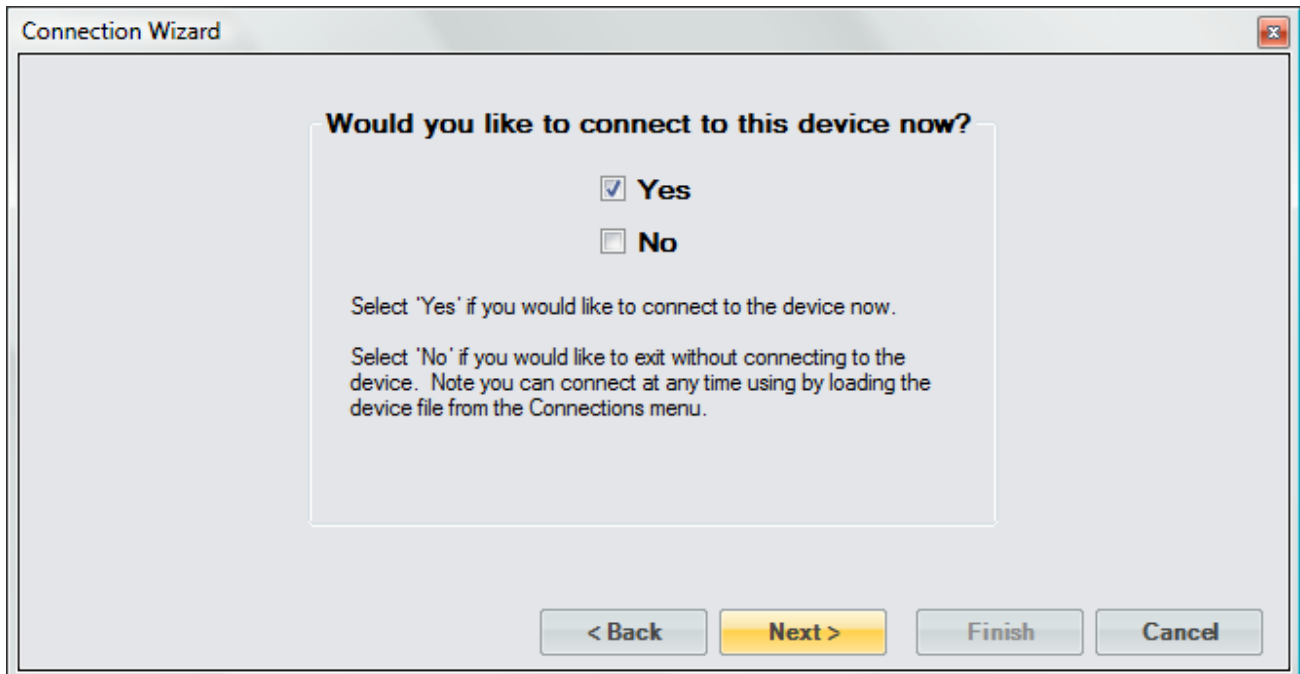 Connection Wizard
Would you like to connect to this device now?
Yes
No
Select 'Yes' if you would like to connect to the device now.
Select 'No' if you would like to exit without connecting to the
device.  Note you can connect at any time using by loading the
device file from the Connections menu.
< Back
Next >
Finish
Cancel